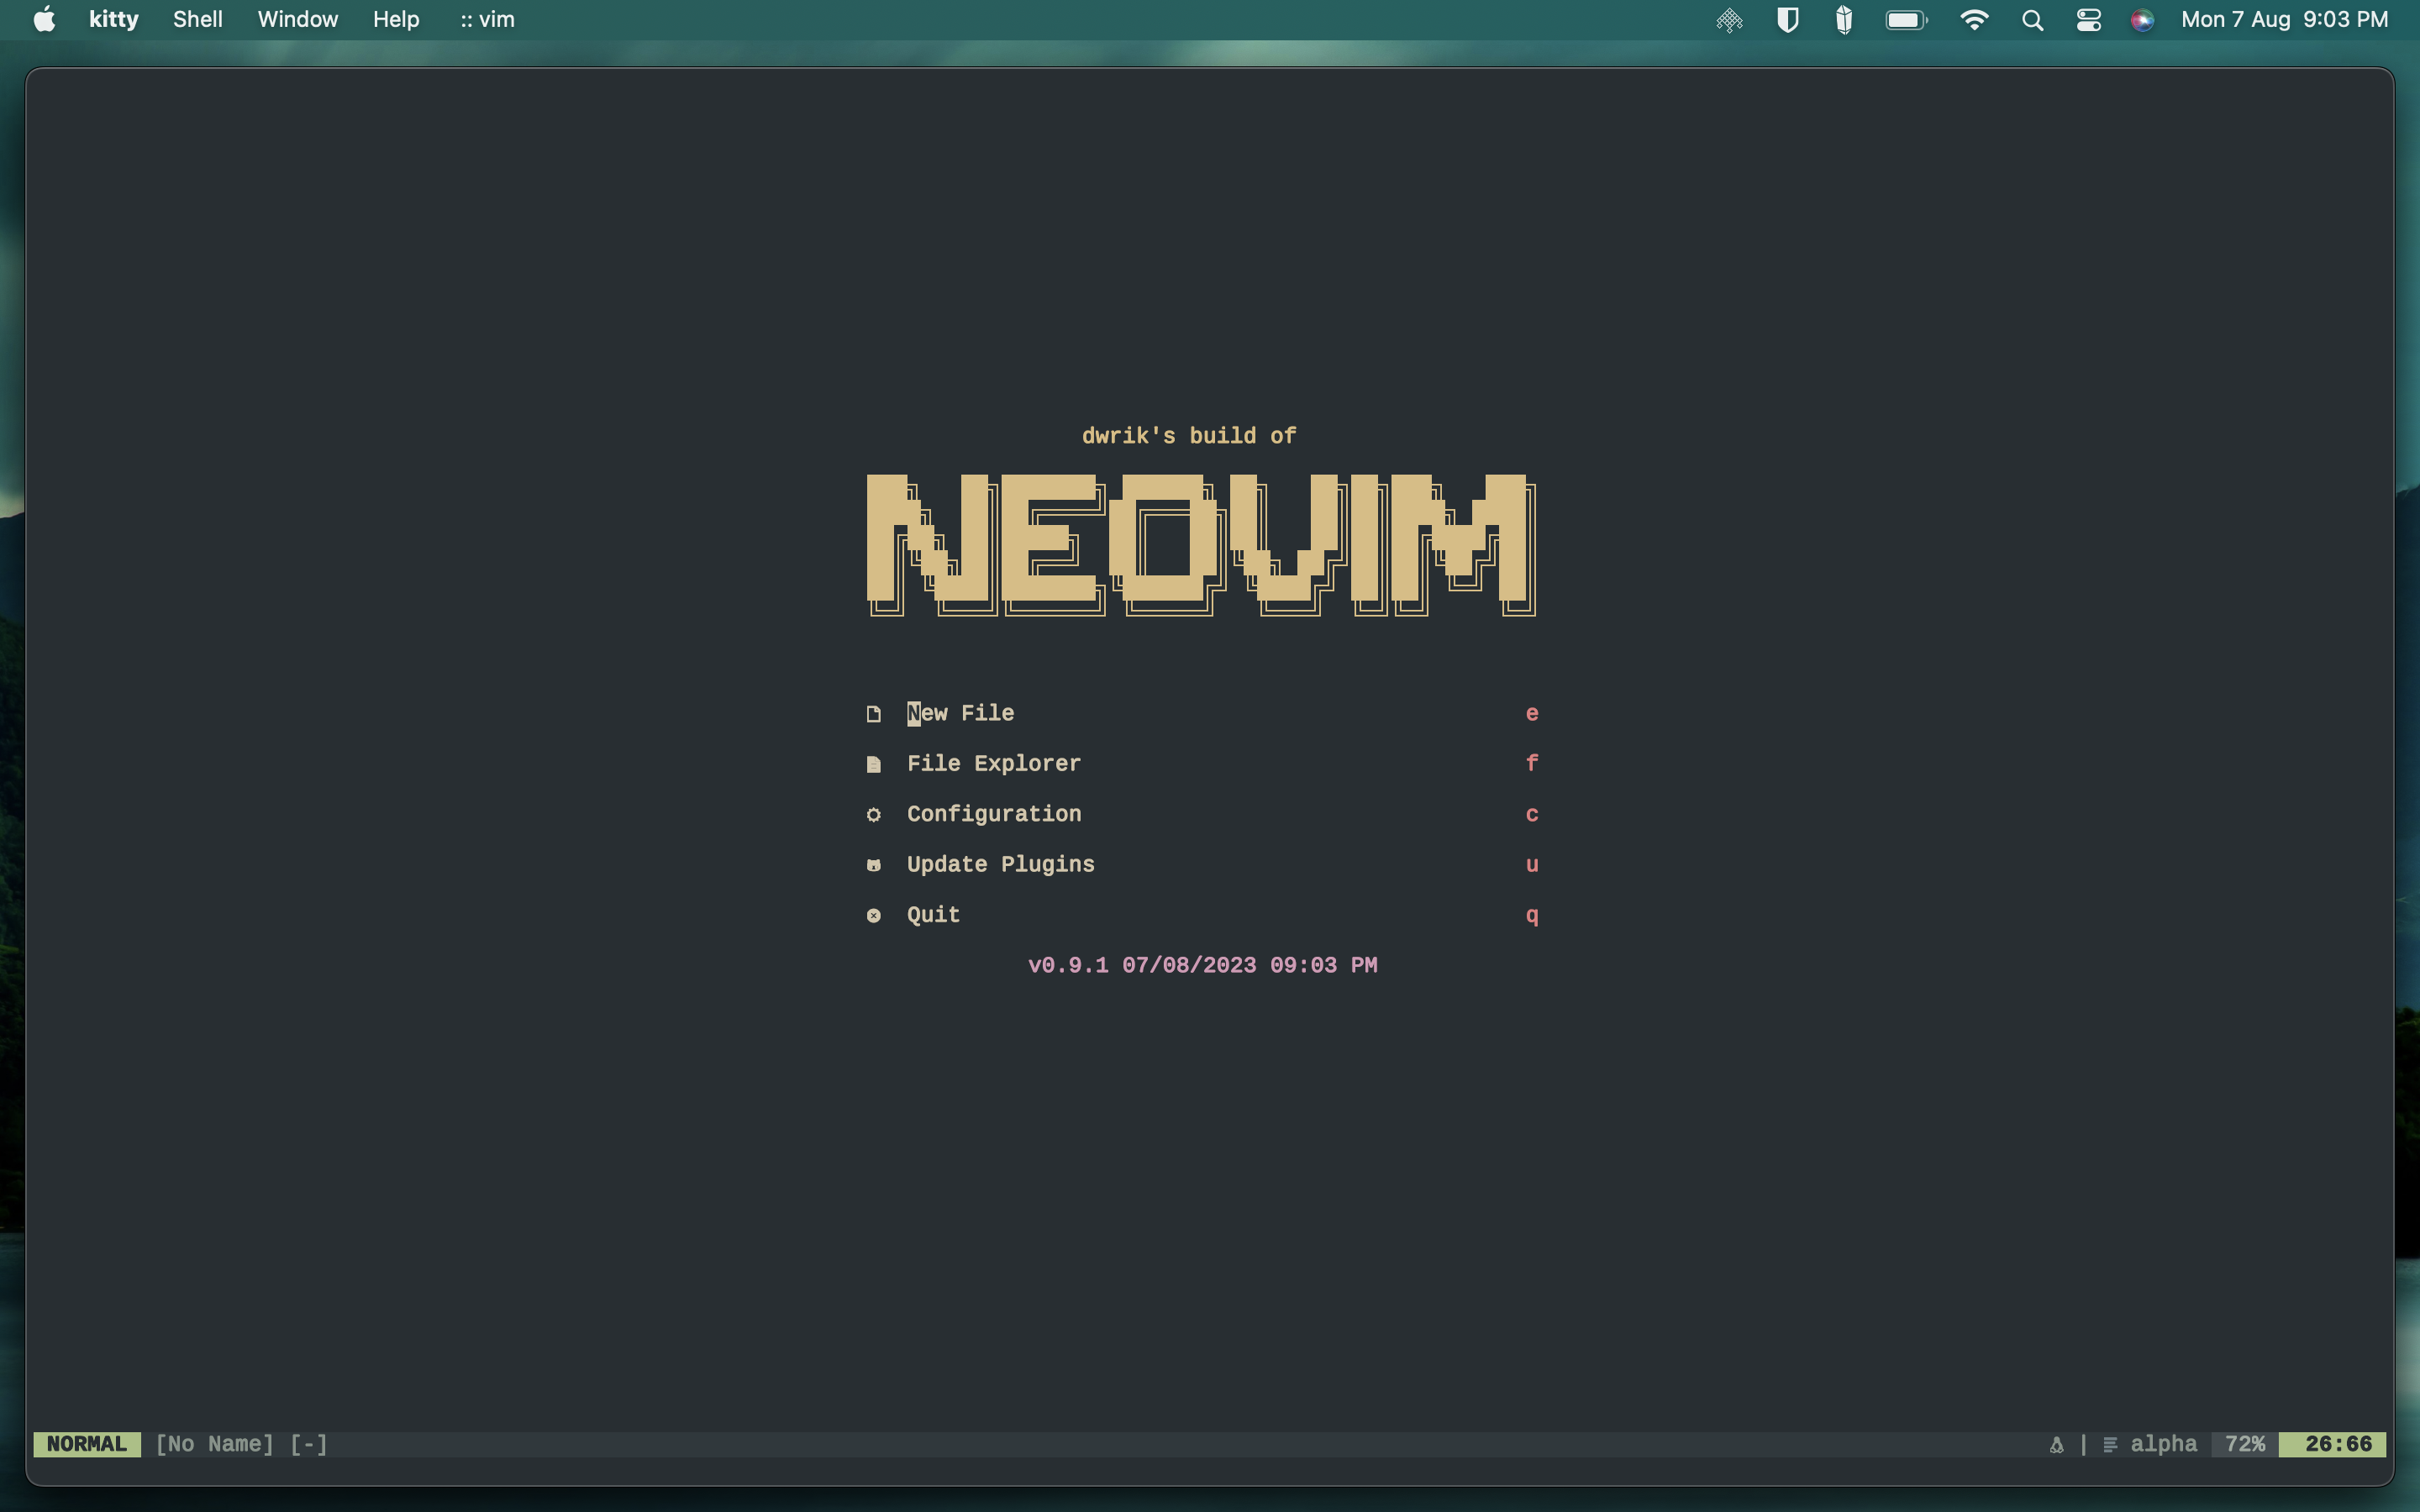 kitty Shell Window Help :: vim Mon 7 Aug 9:03 PM
dwrik's build of
NEOVIM
New File e
File Explorer f
Configuration c
Update Plugins u
Quit q
v0.9.1 07/08/2023 09:03 PM
NORMAL [No Name] [-] | alpha 72% 26:66